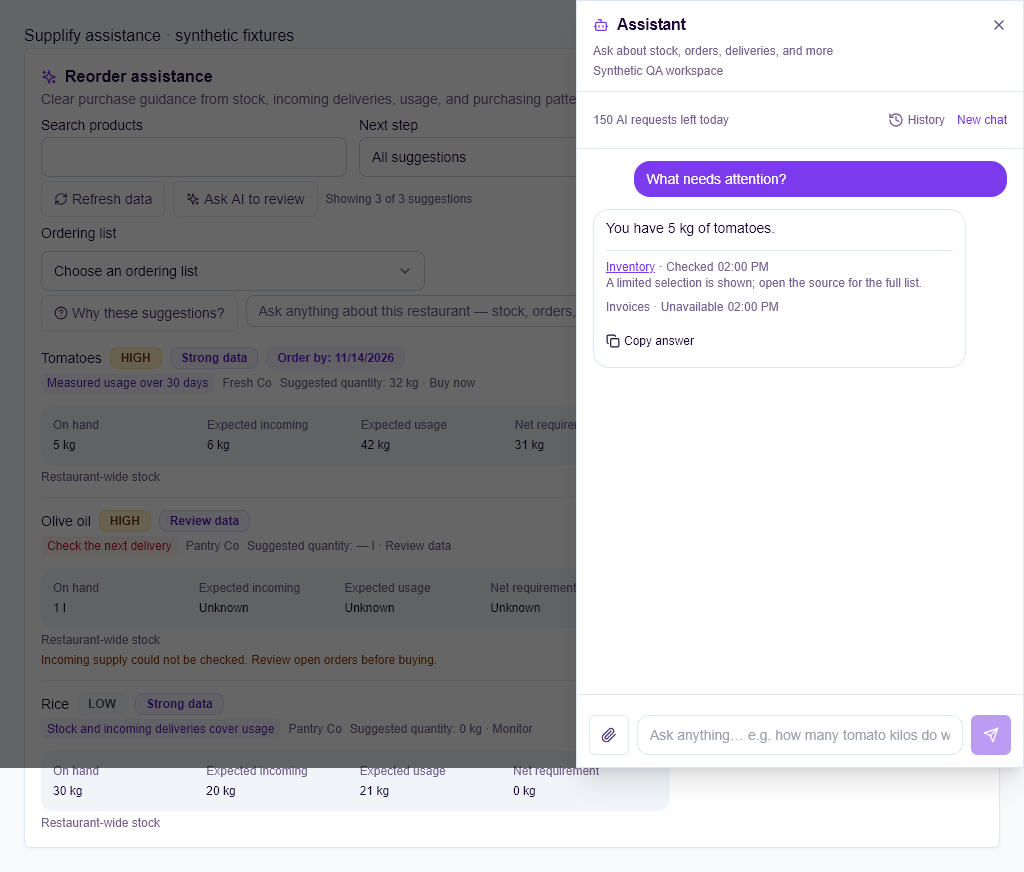 Supplify assistance · synthetic fixtures
Reorder assistance
Clear purchase guidance from stock, incoming deliveries, usage, and purchasing
Search products
Next step
All suggestions
Refresh data
Ask AI to review
Showing 3 of 3 suggestions
Ordering list
Choose an ordering list
Why these suggestions?
Ask anything about this restaurant — stock, orders,
Tomatoes HIGH Strong data Order by: 11/14/2026
Measured usage over 30 days Fresh Co Suggested quantity: 32 kg · Buy now
On hand Expected incoming Expected usage Net
5 kg 6 kg 42 kg 31 kg
Restaurant-wide stock
Olive oil HIGH Review data
Check the next delivery Pantry Co Suggested quantity: — l · Review data
On hand Expected incoming Expected usage Net requirement
1 l Unknown Unknown Unknown
Restaurant-wide stock
Incoming supply could not be checked. Review open orders before buying.
Rice LOW Strong data
Stock and incoming deliveries cover usage Pantry Co Suggested quantity: 0 kg · Monitor
On hand Expected incoming Expected usage Net requirement
30 kg 20 kg 21 kg 0 kg
Restaurant-wide stock
Assistant
Ask about stock, orders, deliveries, and more
Synthetic QA workspace
150 AI requests left today
History
New chat
What needs attention?
You have 5 kg of tomatoes.
Inventory · Checked 02:00 PM
A limited selection is shown; open the source for the full list.
Invoices · Unavailable 02:00 PM
Copy answer
Ask anything… e.g. how many tomato kilos do w